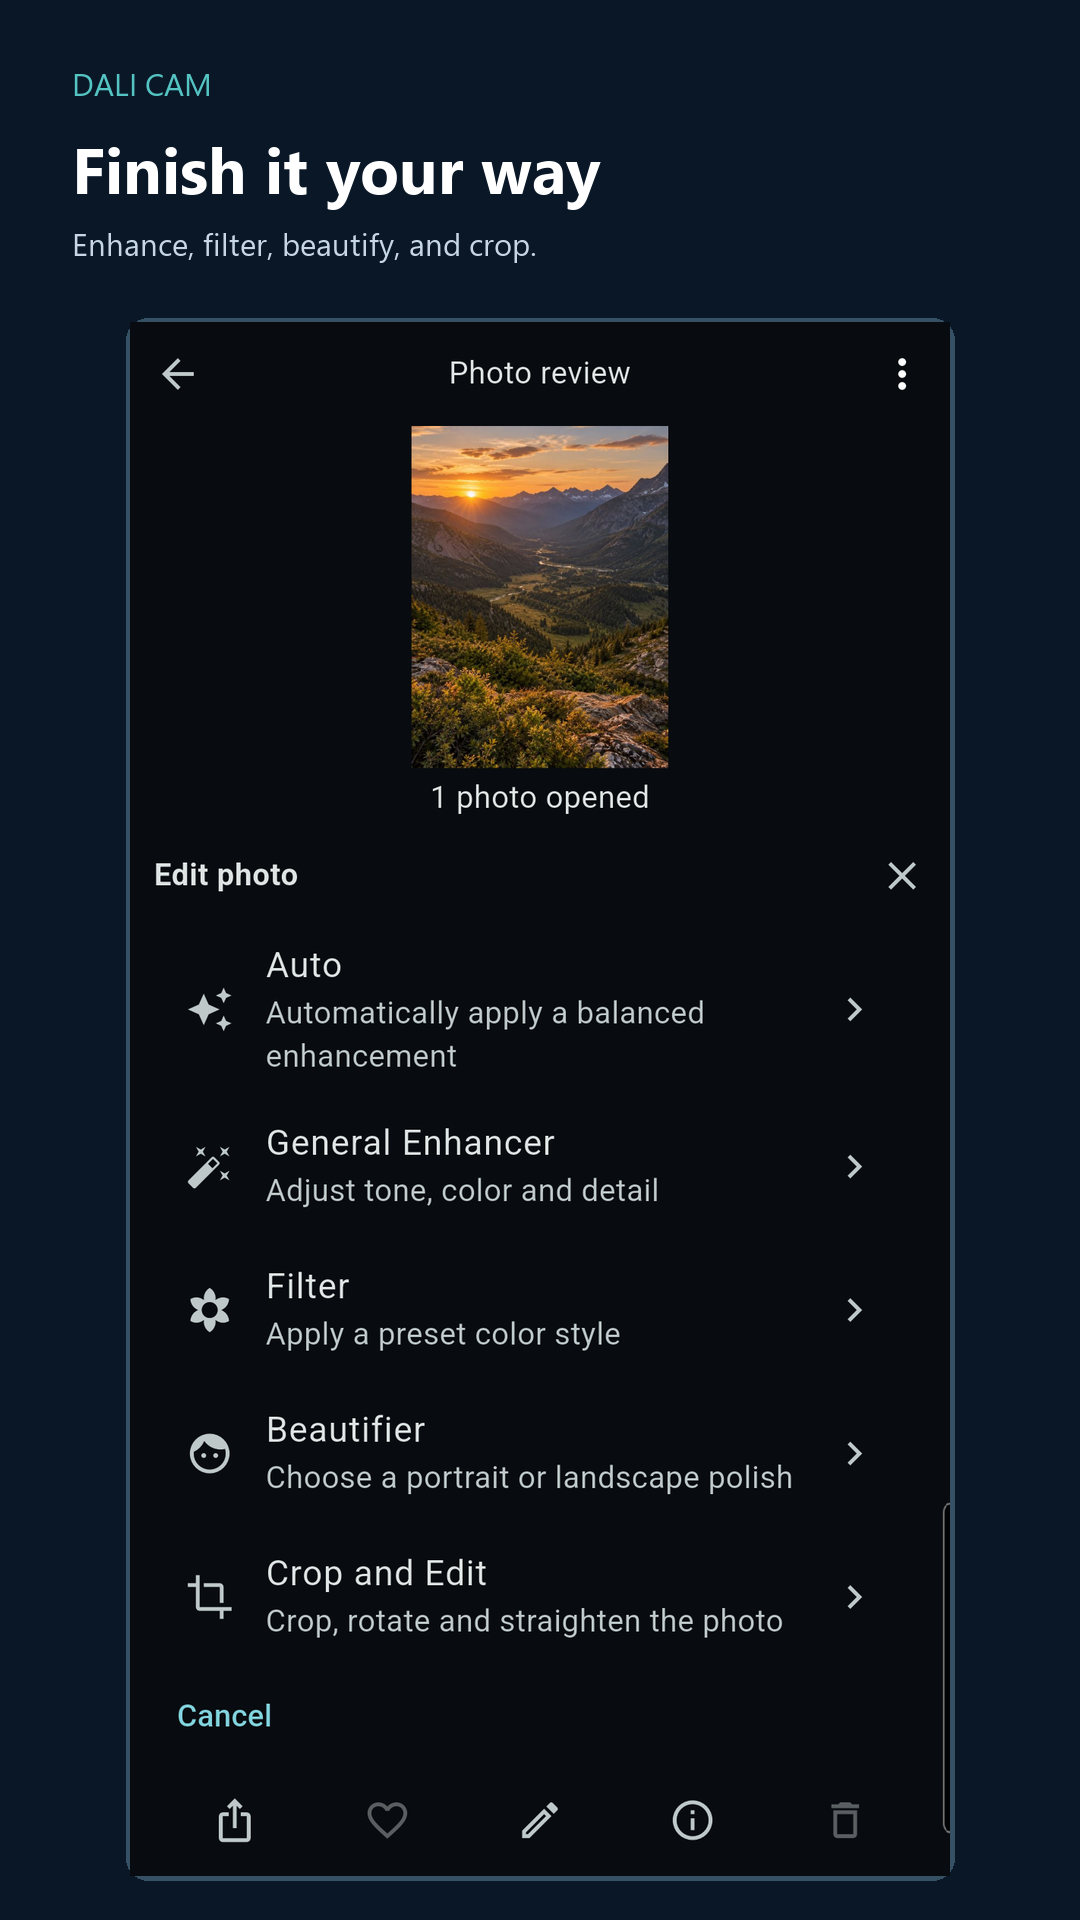 DALI CAM
Finish it your way
Enhance, filter, beautify, and crop.
Photo review
1 photo opened
Edit photo
Auto
Automatically apply a balanced
enhancement
General Enhancer
Adjust tone, color and detail
Filter
Apply a preset color style
Beautifier
Choose a portrait or landscape polish
Crop and Edit
Crop, rotate and straighten the photo
Cancel